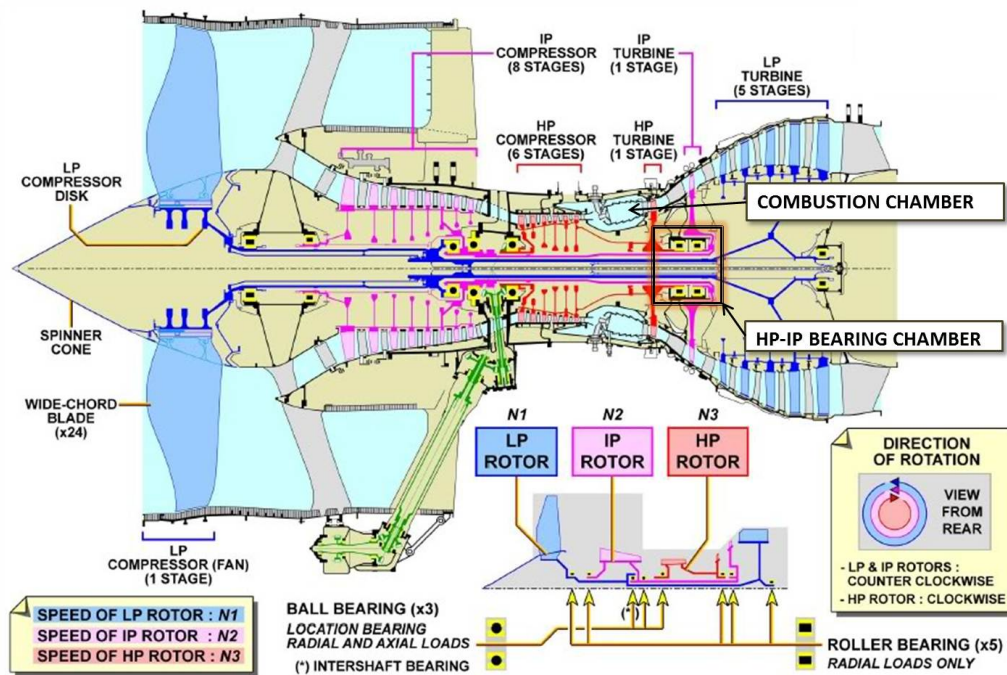 IP
COMPRESSOR
(8 STAGES)
IP
TURBINE
(1 STAGE)
LP
TURBINE
(5 STAGES)
HP
COMPRESSOR
(6 STAGES)
HP
TURBINE
(1 STAGE)
LP
COMPRESSOR
DISK
COMBUSTION CHAMBER
SPINNER
CONE
HP-IP BEARING CHAMBER
WIDE-CHORD
BLADE
(x24)
N1
N2
N3
LP
ROTOR
IP
ROTOR
HP
ROTOR
DIRECTION
OF ROTATION
VIEW
FROM
REAR
- LP & IP ROTORS :
COUNTER CLOCKWISE
- HP ROTOR : CLOCKWISE
LP
COMPRESSOR (FAN)
(1 STAGE)
SPEED OF LP ROTOR : N1
SPEED OF IP ROTOR : N2
SPEED OF HP ROTOR : N3
BALL BEARING (x3)
LOCATION BEARING
RADIAL AND AXIAL LOADS
(*) INTERSHAFT BEARING
(*)
ROLLER BEARING (x5)
RADIAL LOADS ONLY